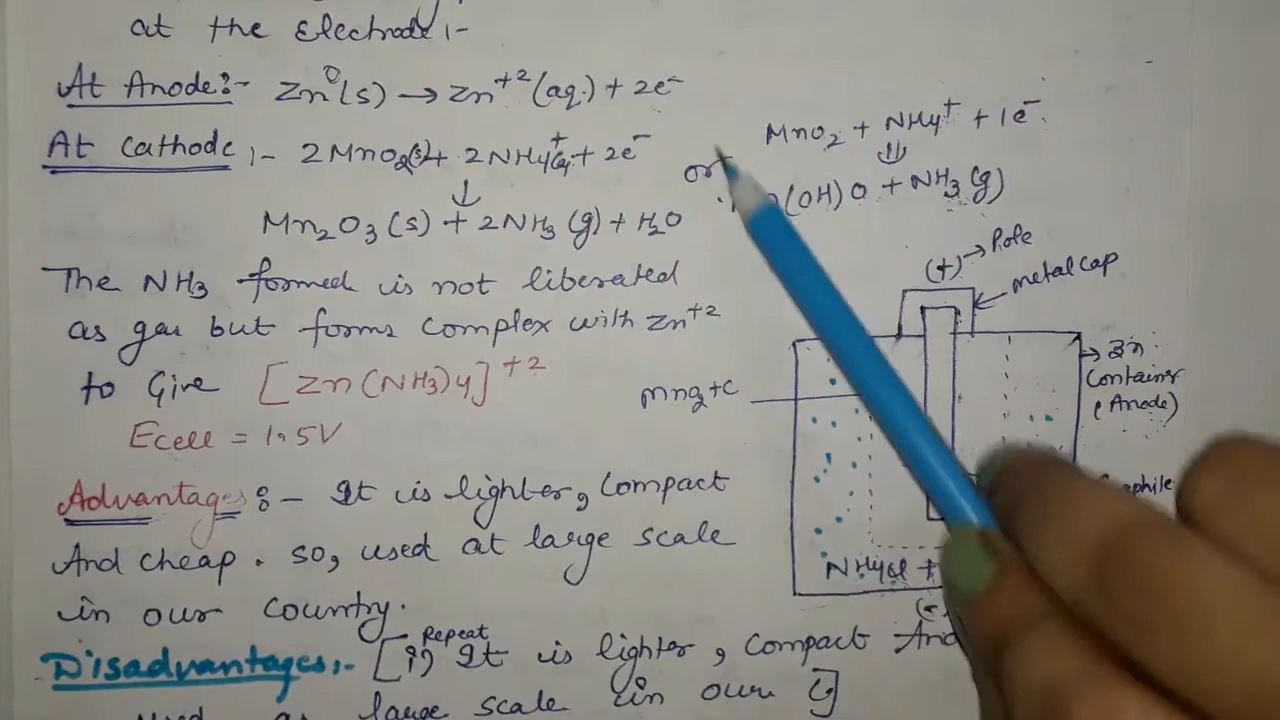 at the Electrode :-
At Anode :- Zn⁰(s) → Zn⁺²(aq.) + 2e⁻
At Cathode :- 2MnO₂(s) + 2NH₄⁺(aq) + 2e⁻
↓
Mn₂O₃(s) + 2NH₃(g) + H₂O
or
MnO₂ + NH₄⁺ + 1e⁻
⇓
(OH)O + NH₃(g)
The NH₃ formed is not liberated
as gas but forms complex with Zn⁺²
to Give [Zn(NH₃)₄]⁺²
Ecell = 1.5V
(+) → Pole
metal cap
Zn
Container
(Anode)
MnO₂+C
NH₄Cl +
(-)
Advantages :- It is lighter, compact
And cheap. so, used at large scale
in our country.
Repeat
Disadvantages :- [i) It is lighter, compact And
used as large scale in our